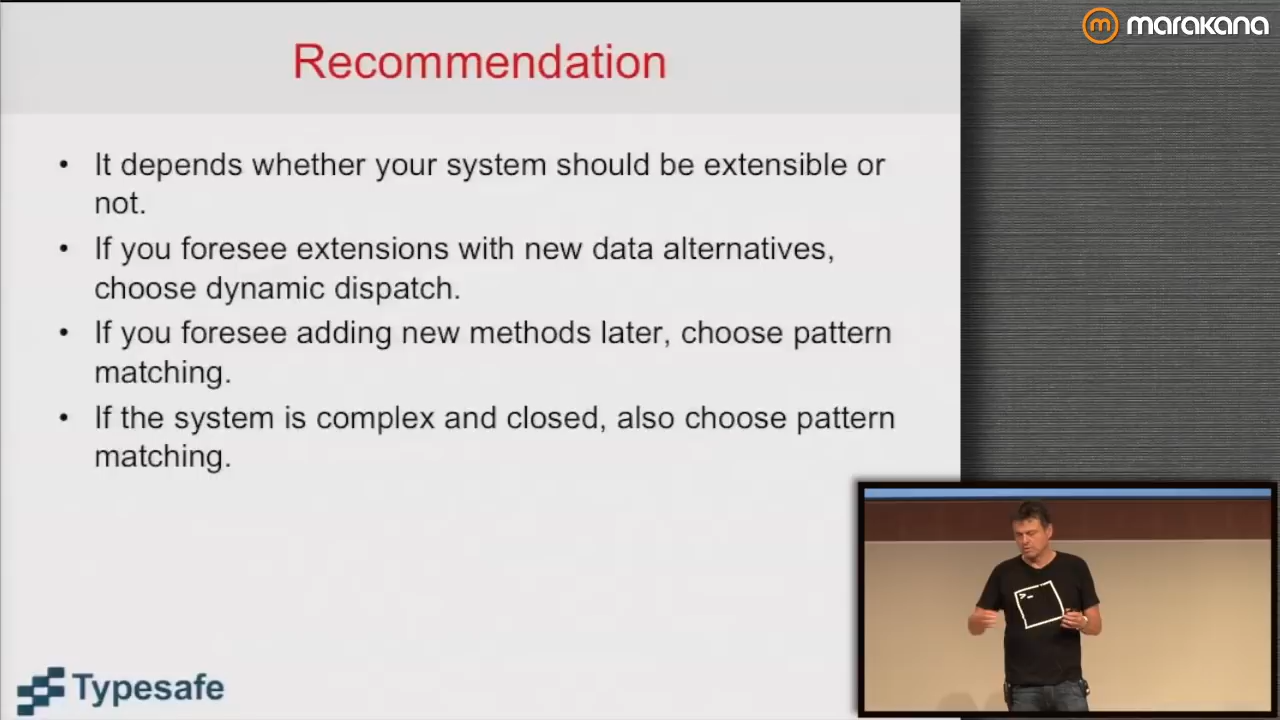 marakana
Recommendation
• It depends whether your system should be extensible or
not.
• If you foresee extensions with new data alternatives,
choose dynamic dispatch.
• If you foresee adding new methods later, choose pattern
matching.
• If the system is complex and closed, also choose pattern
matching.
>_
Typesafe